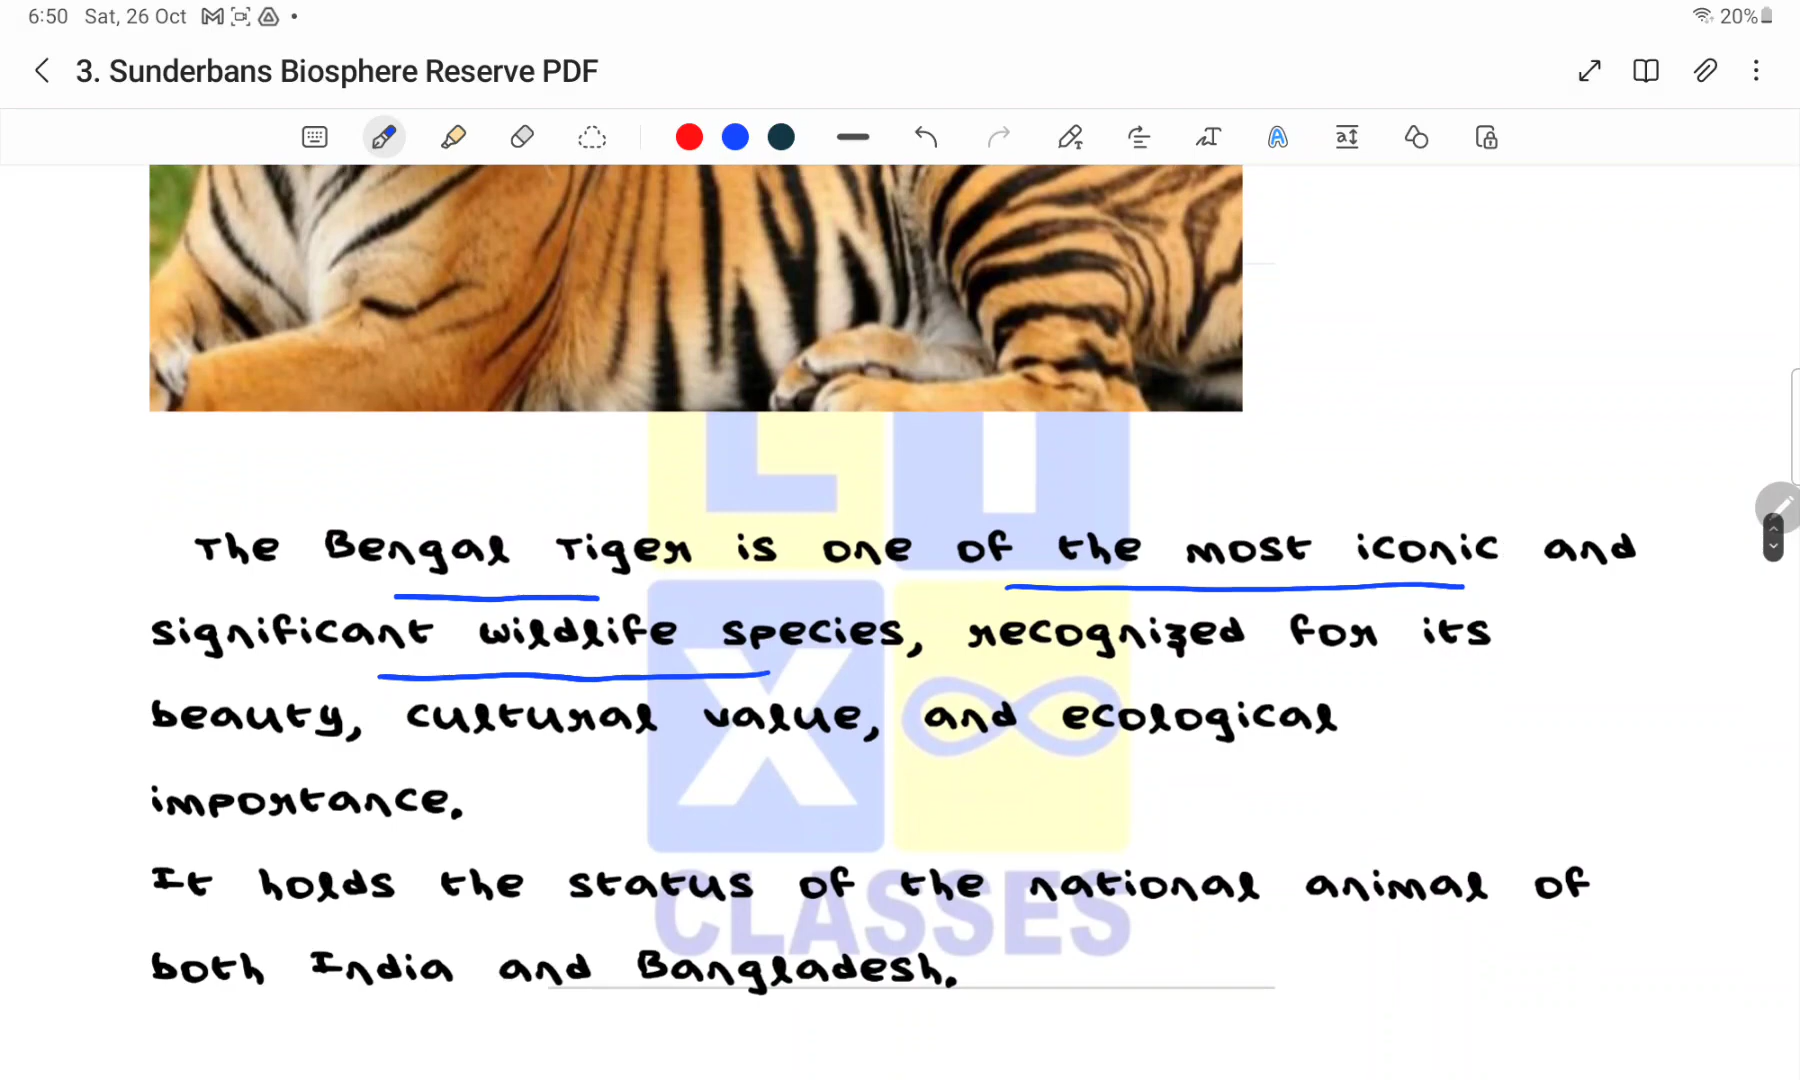 6:50 Sat, 26 Oct
20%
3. Sunderbans Biosphere Reserve PDF
The Bengal Tiger is one of the most iconic and
significant wildlife species, recognized for its
beauty, cultural value, and ecological
importance.
It holds the status of the national animal of
both India and Bangladesh.
CLASSES